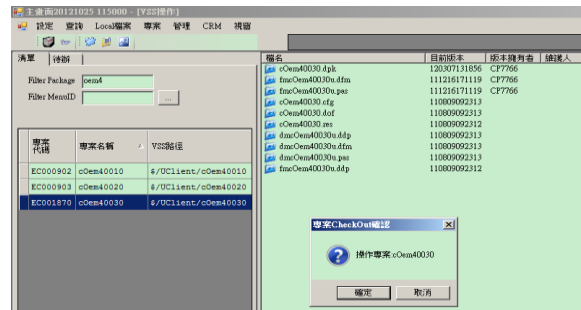 主畫面20121025 115000 - [VSS操作]
設定 查詢 Local檔案 專案 管理 CRM 視窗
清單 待辦
Filter Package oem4
Filter MenuID ...
專案代碼 專案名稱 VSS路徑
EC000902 cOem40010 $/UClient/cOem40010
EC000903 cOem40020 $/UClient/cOem40020
EC001870 cOem40030 $/UClient/cOem40030
檔名 目前版本 版本擁有者 維護人
cOem40030.dpk 120307131856 CP7766
fmcOem40030u.dfm 111216171119 CP7766
fmcOem40030u.pas 111216171119 CP7766
cOem40030.cfg 110809092313
cOem40030.dof 110809092313
cOem40030.res 110809092312
dmcOem40030u.ddp 110809092313
dmcOem40030u.dfm 110809092313
dmcOem40030u.pas 110809092313
fmcOem40030u.ddp 110809092312
專案CheckOut確認
操作專案:cOem40030
確定 取消